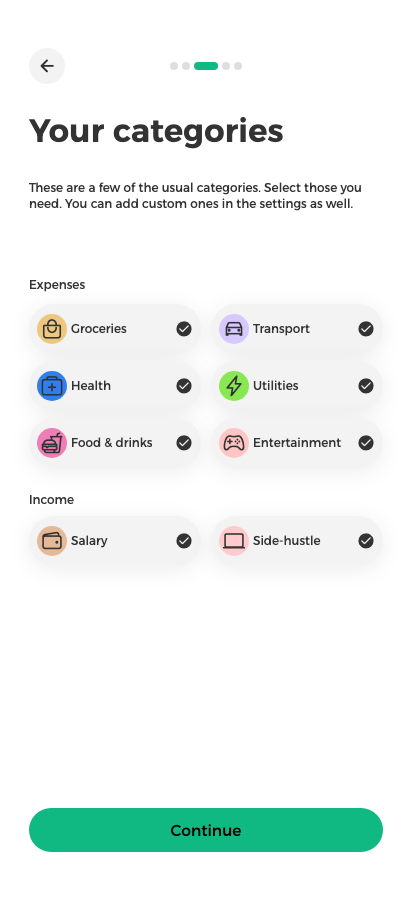 Your categories
These are a few of the usual categories. Select those you
need. You can add custom ones in the settings as well.
Expenses
Groceries
Transport
Health
Utilities
Food & drinks
Entertainment
Income
Salary
Side-hustle
Continue